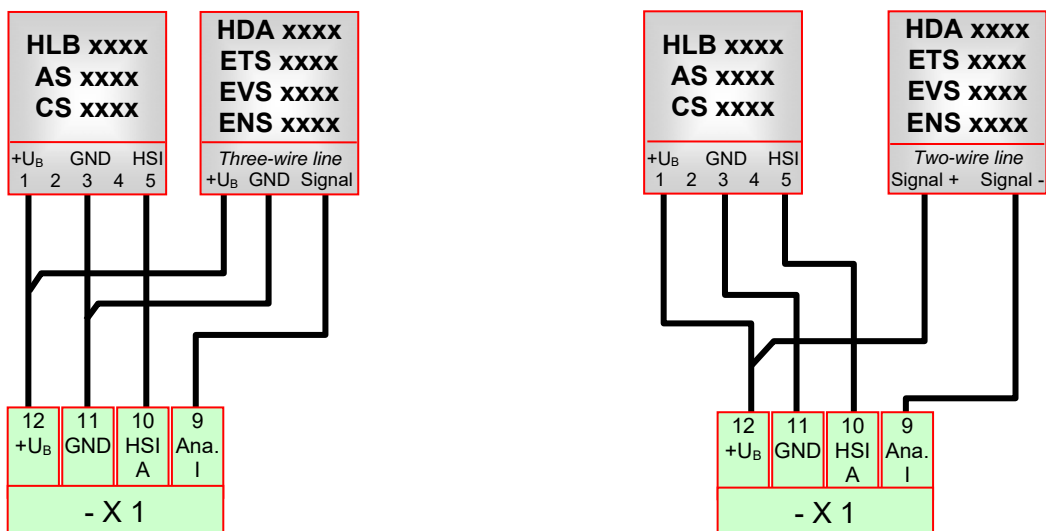 HLB xxxx
AS xxxx
CS xxxx
+UB GND HSI
1 2 3 4 5
HDA xxxx
ETS xxxx
EVS xxxx
ENS xxxx
Three-wire line
+UB GND Signal
12 11 10 9
+UB GND HSI Ana.
A I
- X 1
HLB xxxx
AS xxxx
CS xxxx
+UB GND HSI
1 2 3 4 5
HDA xxxx
ETS xxxx
EVS xxxx
ENS xxxx
Two-wire line
Signal + Signal -
12 11 10 9
+UB GND HSI Ana.
A I
- X 1